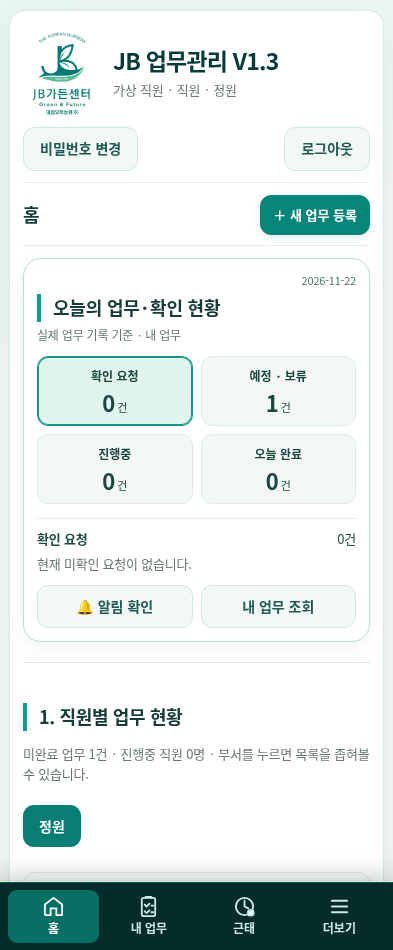 THE KOREAN NURSERY
JB가든센터
Green & Future
JB 업무관리 V1.3
가상 직원 · 직원 · 정원
비밀번호 변경
로그아웃
홈
+ 새 업무 등록
2026-11-22
오늘의 업무·확인 현황
실제 업무 기록 기준 · 내 업무
확인 요청
0건
예정 · 보류
1건
진행중
0건
오늘 완료
0건
확인 요청
0건
현재 미확인 요청이 없습니다.
🔔 알림 확인
내 업무 조회
1. 직원별 업무 현황
미완료 업무 1건 · 진행중 직원 0명 · 부서를 누르면 목록을 접혀볼
수 있습니다.
정원
홈
내 업무
근태
더보기